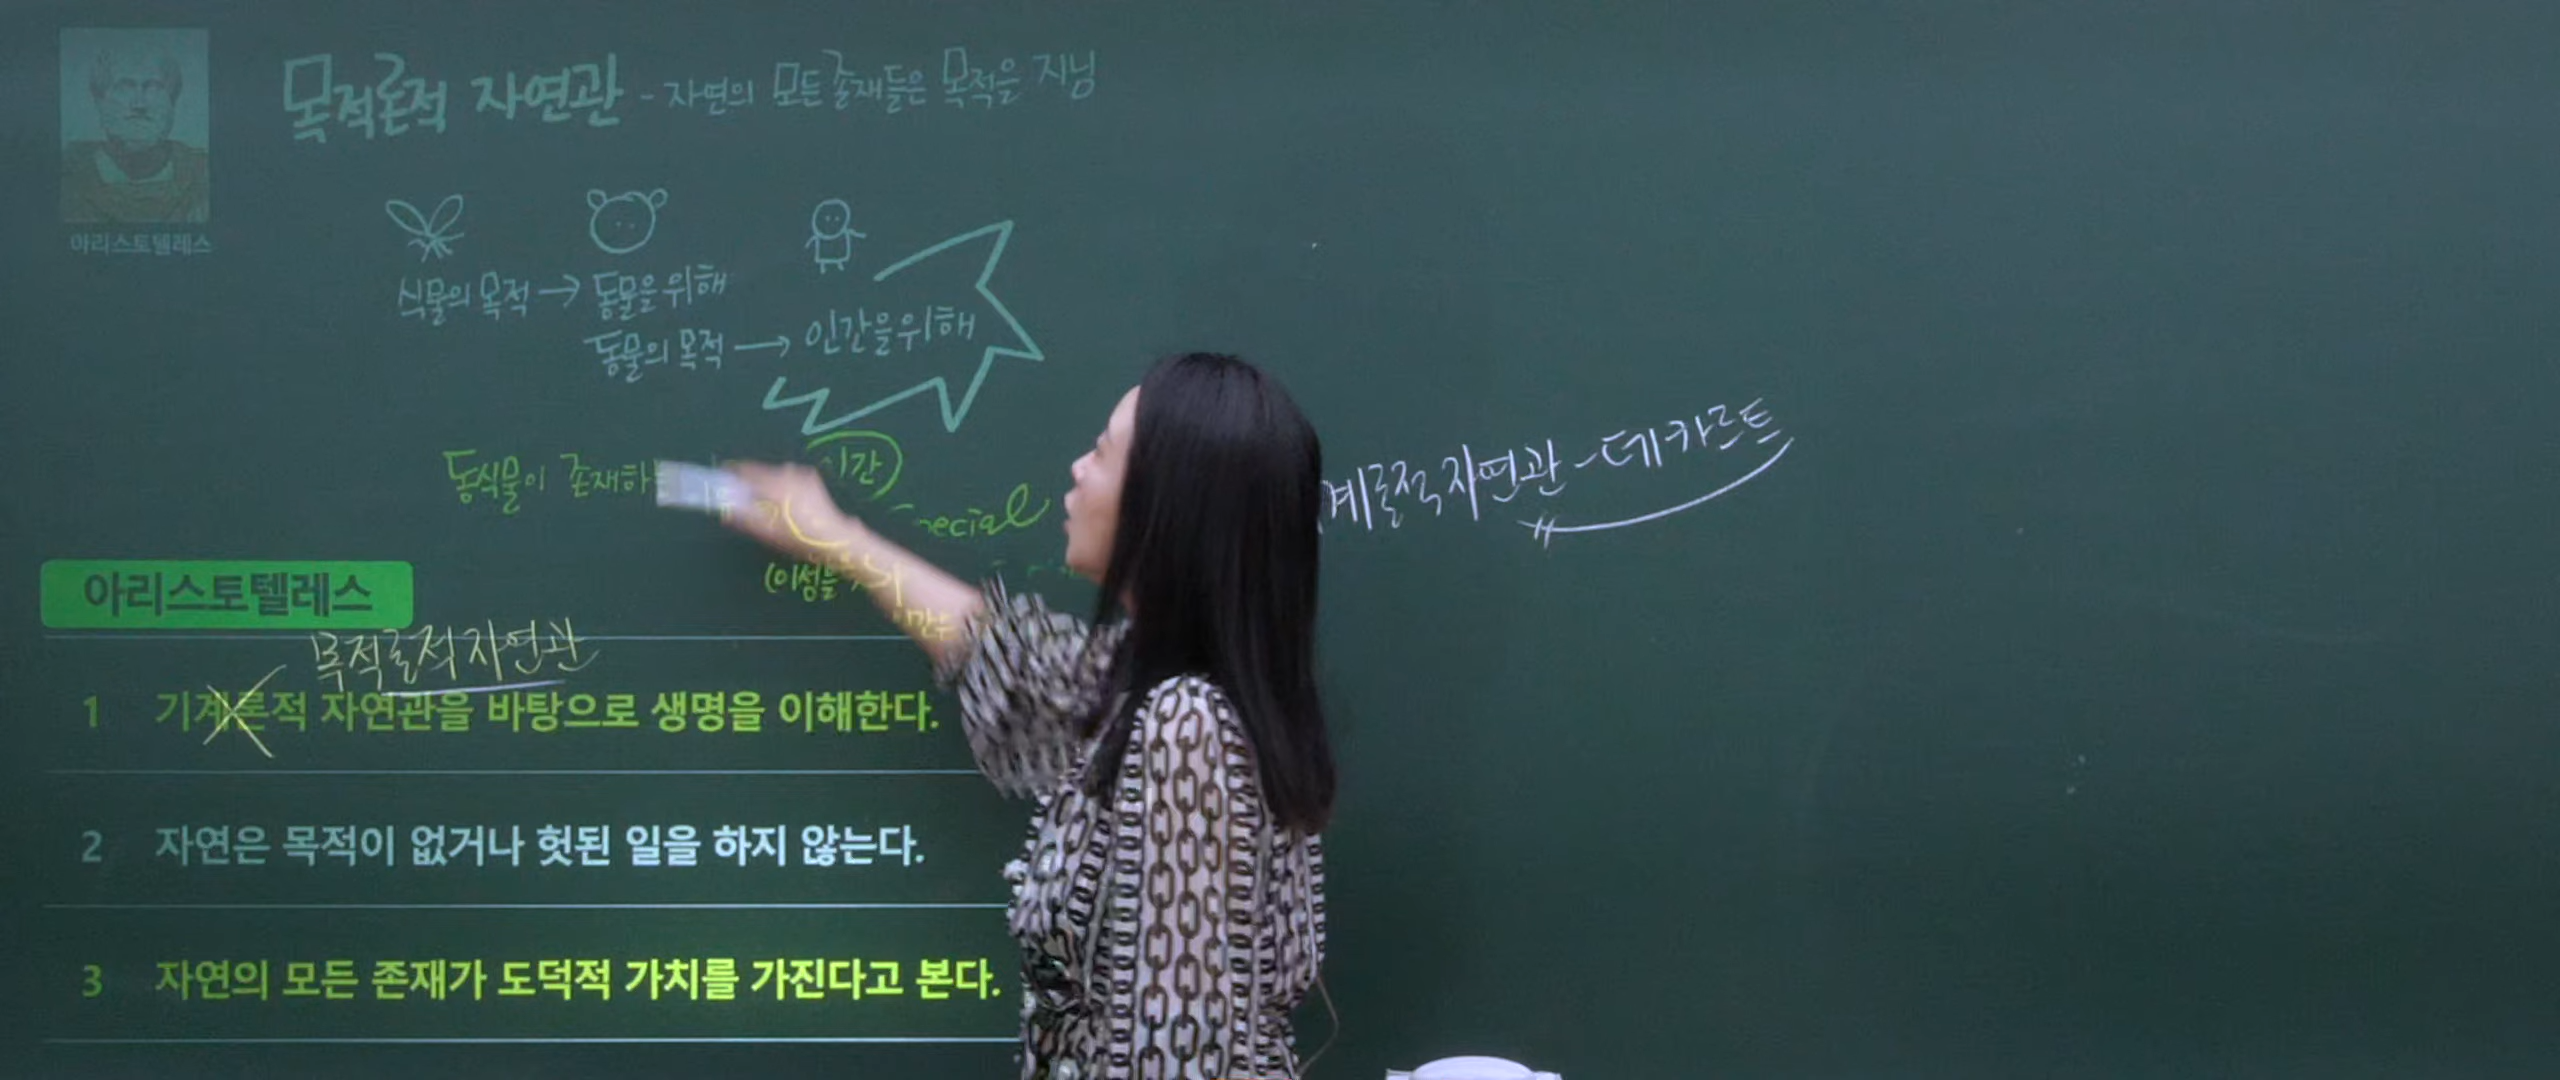 목적론적 자연관 - 자연의 모든 존재들은 목적을 지님
아리스토텔레스
식물의 목적 → 동물을 위해
동물의 목적 → 인간을위해
동식물이 존재하는
계론적자연관 - 데카르트
아리스토텔레스
목적론적자연관
1 기계론적 자연관을 바탕으로 생명을 이해한다.
2 자연은 목적이 없거나 헛된 일을 하지 않는다.
3 자연의 모든 존재가 도덕적 가치를 가진다고 본다.